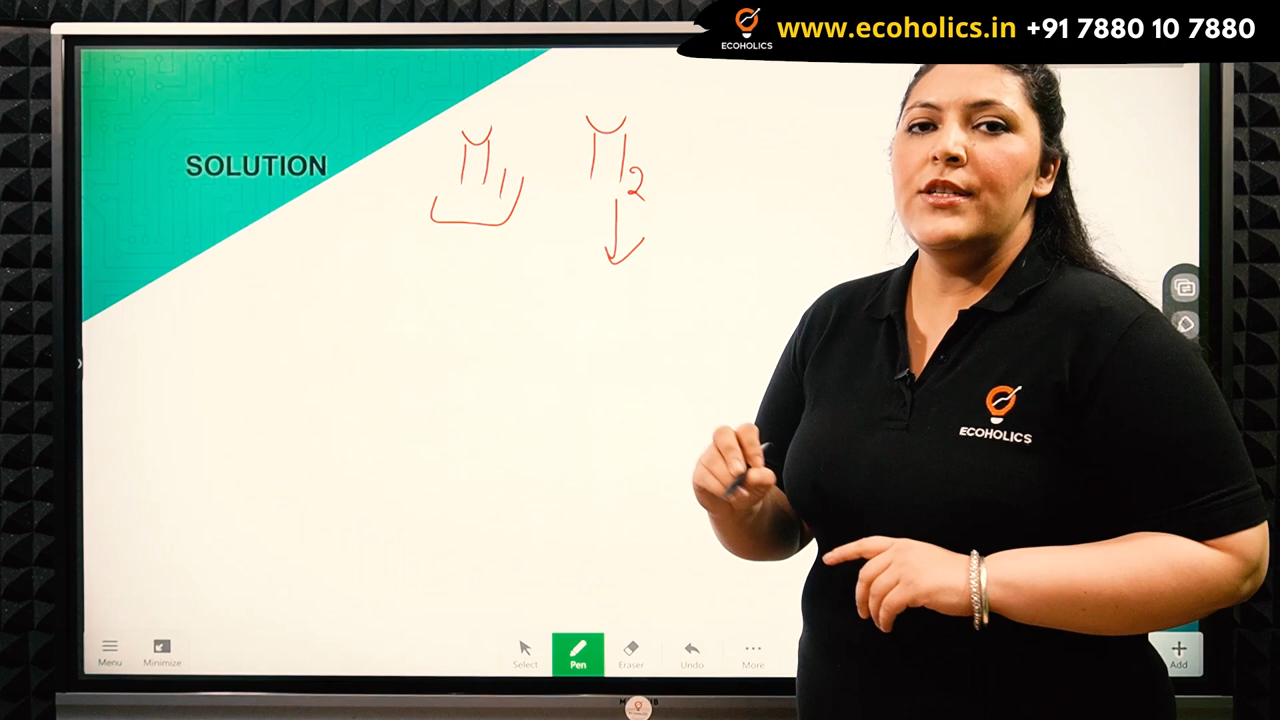 ECOHOLICS
www.ecoholics.in +91 7880 10 7880
SOLUTION
M1 M2
ECOHOLICS
Menu
Minimize
Select
Pen
Eraser
Undo
More
Add